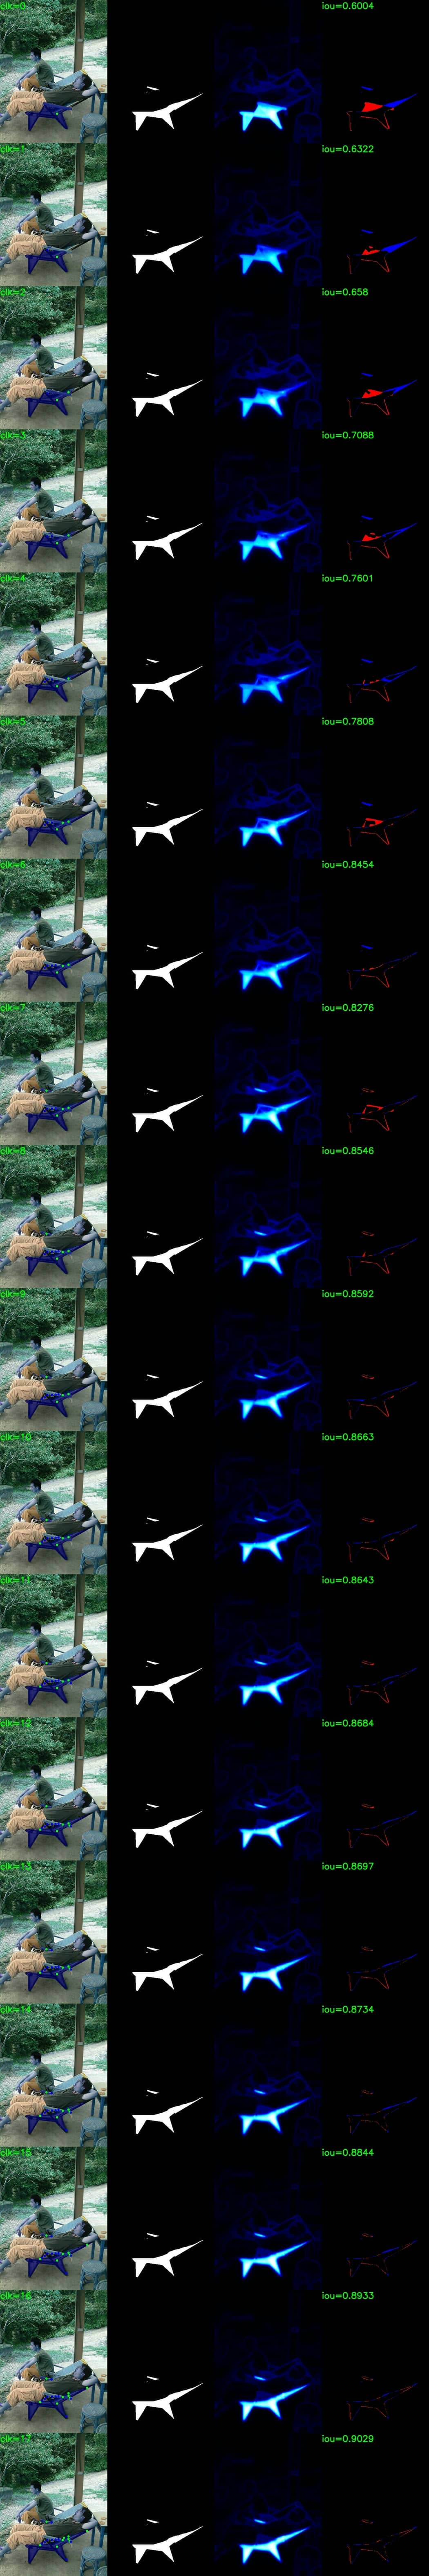 clk=0 iou=0.6004
clk=1 iou=0.6322
clk=2 iou=0.658
clk=3 iou=0.7088
clk=4 iou=0.7601
clk=5 iou=0.7808
clk=6 iou=0.8454
clk=7 iou=0.8276
clk=8 iou=0.8546
clk=9 iou=0.8592
clk=10 iou=0.8663
clk=11 iou=0.8643
clk=12 iou=0.8684
clk=13 iou=0.8697
clk=14 iou=0.8734
clk=15 iou=0.8844
clk=16 iou=0.8933
clk=17 iou=0.9029